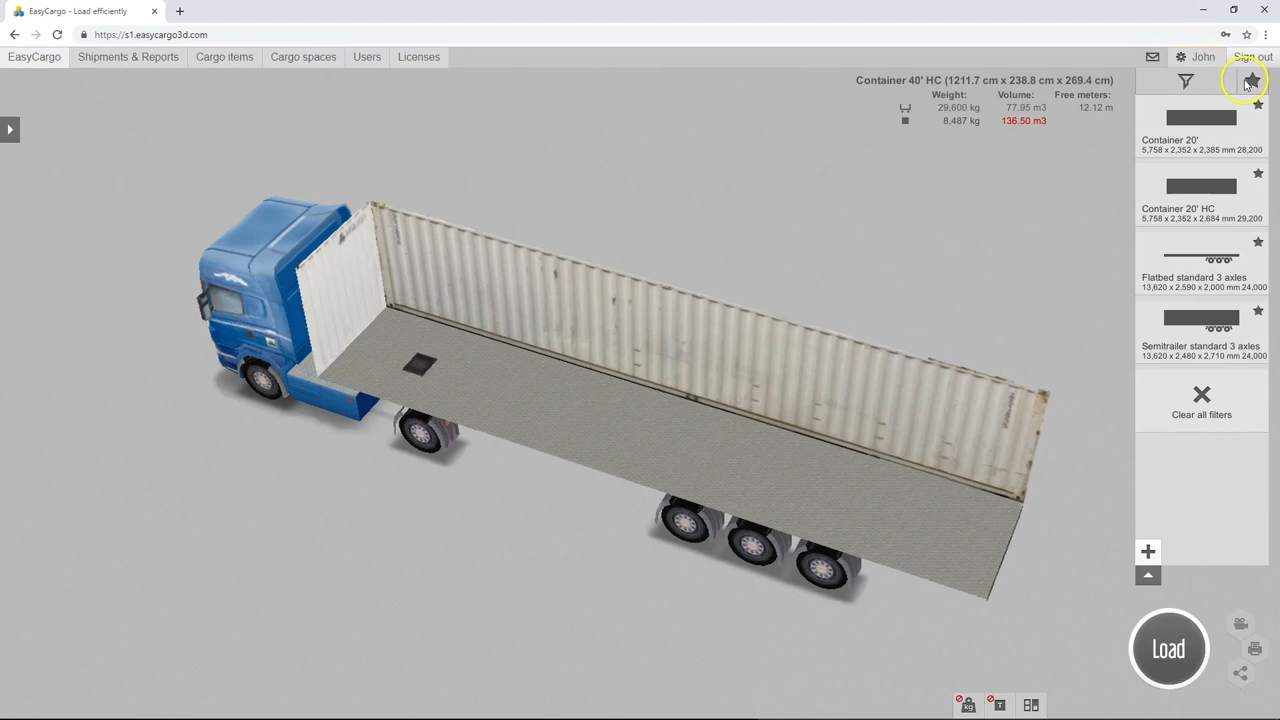 EasyCargo - Load efficiently
https://s1.easycargo3d.com
EasyCargo Shipments & Reports Cargo items Cargo spaces Users Licenses John Sign out
Container 40' HC (1211.7 cm x 238.8 cm x 269.4 cm)
Weight: Volume: Free meters:
29,600 kg 77.95 m3 12.12 m
8,487 kg 136.50 m3
Container 20'
5,758 x 2,352 x 2,385 mm 28,200
Container 20' HC
5,758 x 2,352 x 2,684 mm 29,200
Flatbed standard 3 axles
13,620 x 2,590 x 2,000 mm 24,000
Semitrailer standard 3 axles
13,620 x 2,480 x 2,710 mm 24,000
Clear all filters
Load
kg T